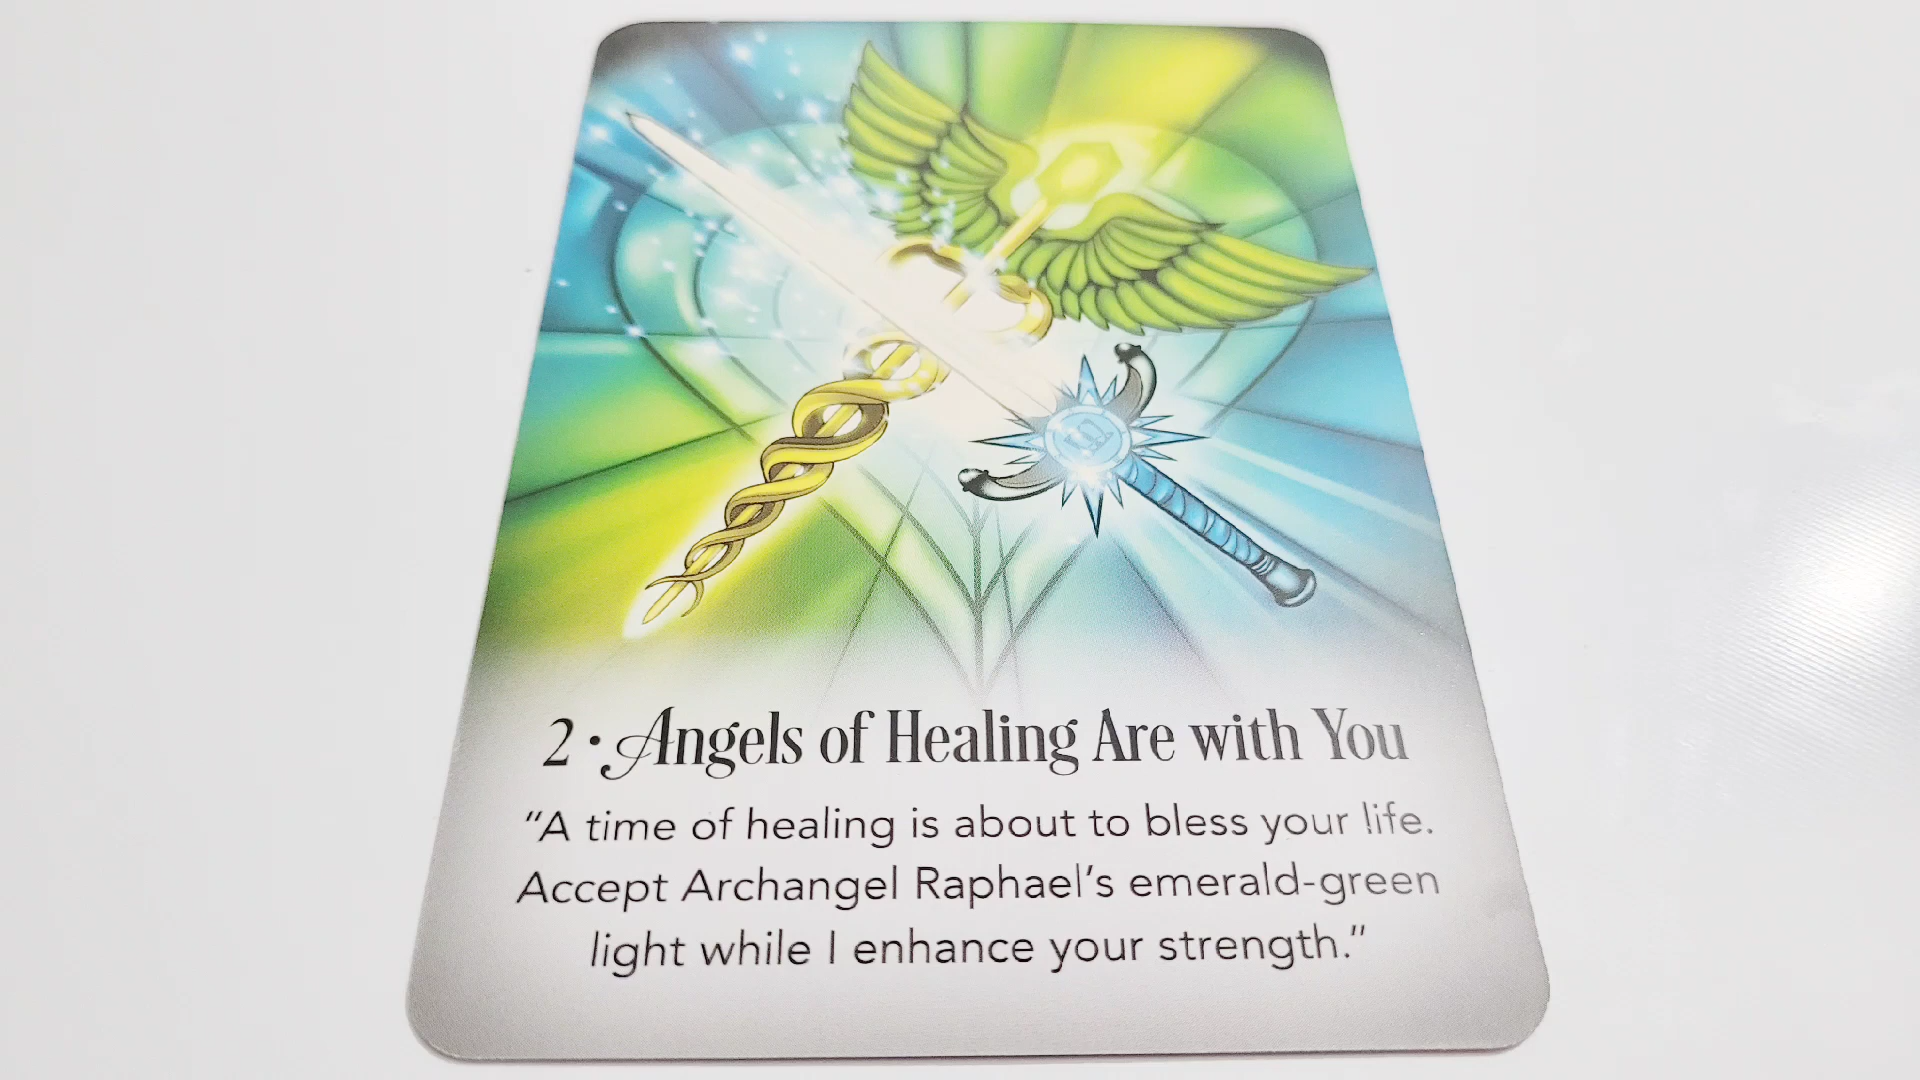 2 · Angels of Healing Are with You
“A time of healing is about to bless your life.
Accept Archangel Raphael’s emerald-green
light while I enhance your strength.”